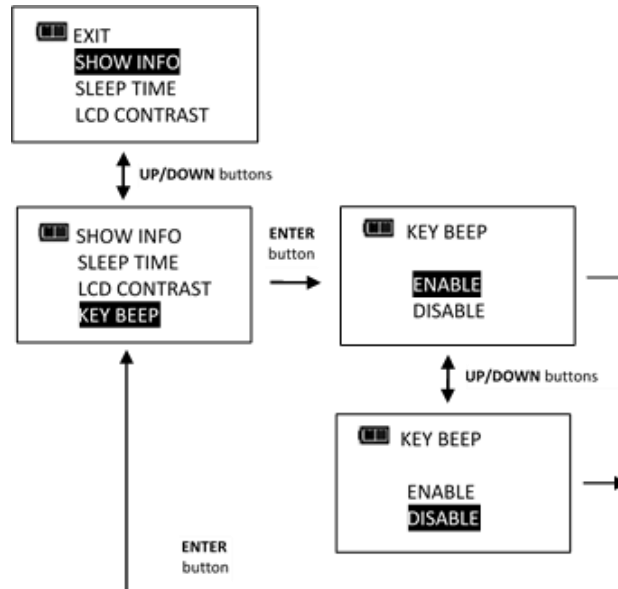 EXIT
SHOW INFO
SLEEP TIME
LCD CONTRAST
UP/DOWN buttons
SHOW INFO
SLEEP TIME
LCD CONTRAST
KEY BEEP
ENTER
button
KEY BEEP
ENABLE
DISABLE
UP/DOWN buttons
KEY BEEP
ENABLE
DISABLE
ENTER
button